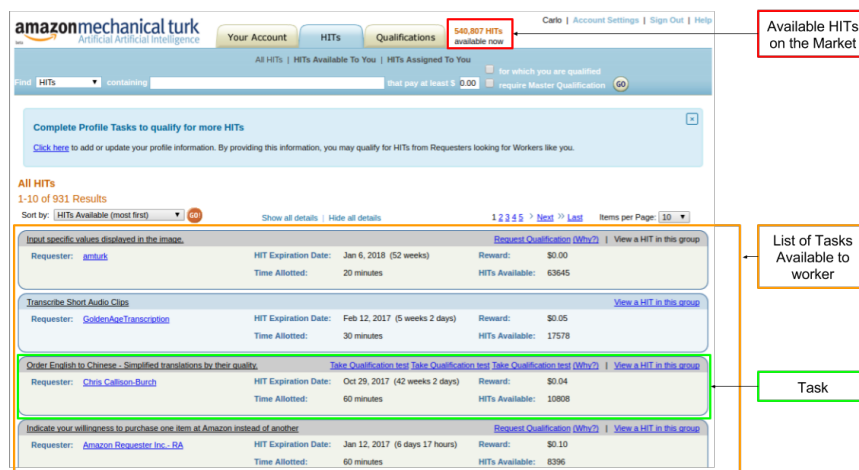 amazonmechanical turk
beta
Artificial Artificial Intelligence
Your Account
HITs
Qualifications
540,807 HITs
available now
Carlo | Account Settings | Sign Out | Help
All HITs | HITs Available To You | HITs Assigned To You
Find HITs containing that pay at least $ 0.00
for which you are qualified
require Master Qualification
GO
Complete Profile Tasks to qualify for more HITs
x
Click here to add or update your profile information. By providing this information, you may qualify for HITs from Requesters looking for Workers like you.
All HITs
1-10 of 931 Results
Sort by: HITs Available (most first) GO! Show all details | Hide all details 1 2 3 4 5 > Next >> Last Items per Page: 10
Input specific values displayed in the image. Request Qualification (Why?) | View a HIT in this group
Requester: amturk HIT Expiration Date: Jan 6, 2018 (52 weeks) Reward: $0.00
Time Allotted: 20 minutes HITs Available: 63645
Transcribe Short Audio Clips View a HIT in this group
Requester: GoldenAgeTranscription HIT Expiration Date: Feb 12, 2017 (5 weeks 2 days) Reward: $0.05
Time Allotted: 30 minutes HITs Available: 17578
Order English to Chinese - Simplified translations by their quality. Take Qualification test Take Qualification test Take Qualification test (Why?) | View a HIT in this group
Requester: Chris Callison-Burch HIT Expiration Date: Oct 29, 2017 (42 weeks 2 days) Reward: $0.04
Time Allotted: 60 minutes HITs Available: 10808
Indicate your willingness to purchase one item at Amazon instead of another Request Qualification (Why?) | View a HIT in this group
Requester: Amazon Requester Inc.- RA HIT Expiration Date: Jan 12, 2017 (6 days 17 hours) Reward: $0.10
Time Allotted: 60 minutes HITs Available: 8396
Available HITs
on the Market
List of Tasks
Available to
worker
Task